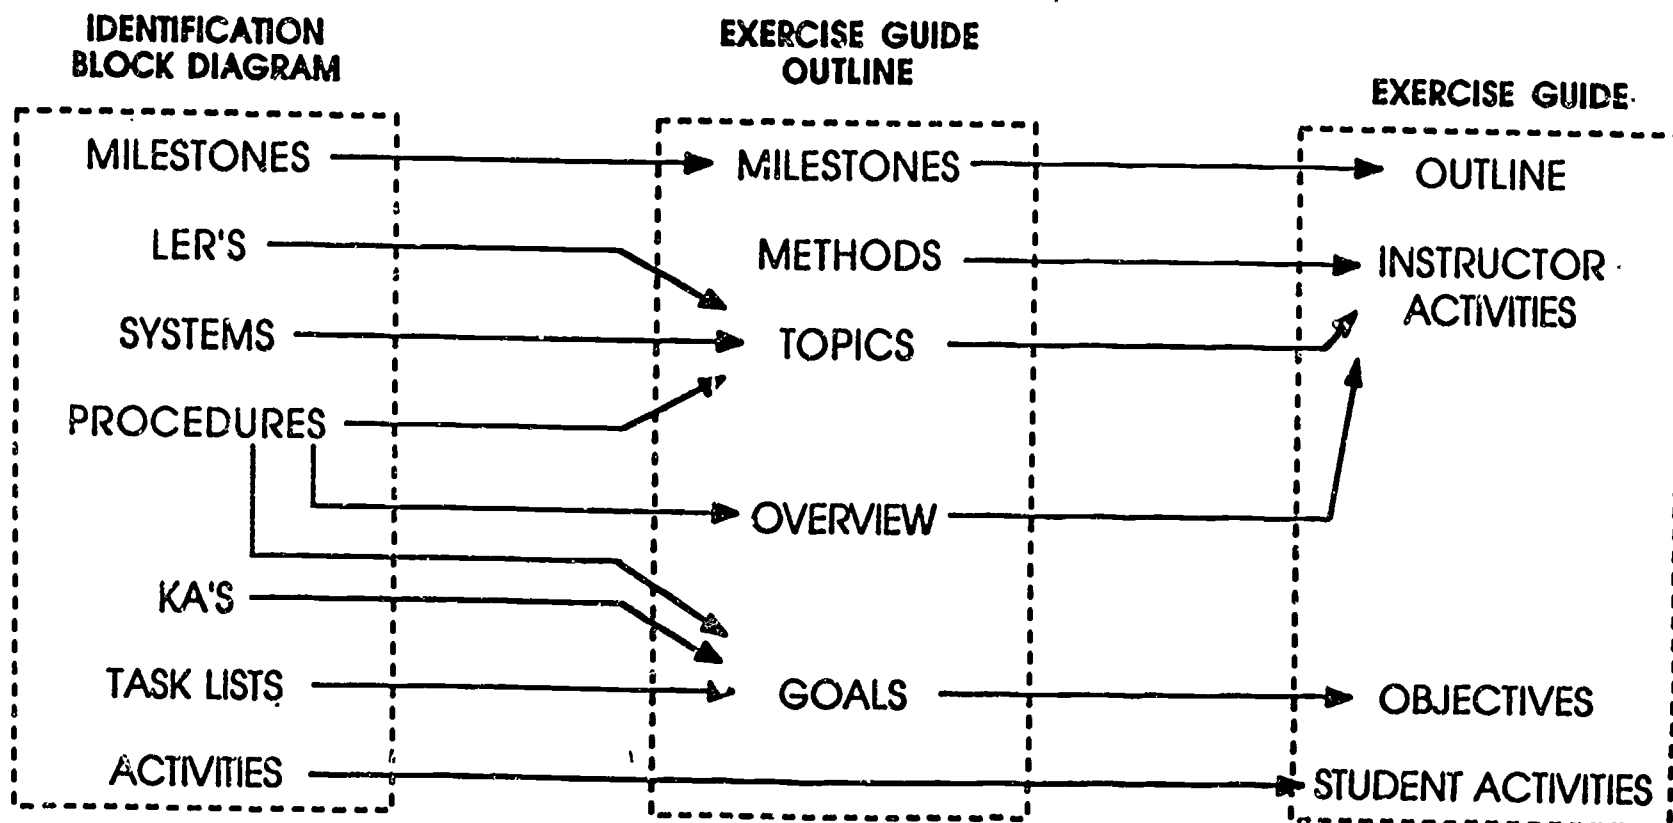 IDENTIFICATION
BLOCK DIAGRAM
MILESTONES
LER'S
SYSTEMS
PROCEDURES
KA'S
TASK LISTS
ACTIVITIES
EXERCISE GUIDE
OUTLINE
MILESTONES
METHODS
TOPICS
OVERVIEW
GOALS
EXERCISE GUIDE
OUTLINE
INSTRUCTOR
ACTIVITIES
OBJECTIVES
STUDENT ACTIVITIES